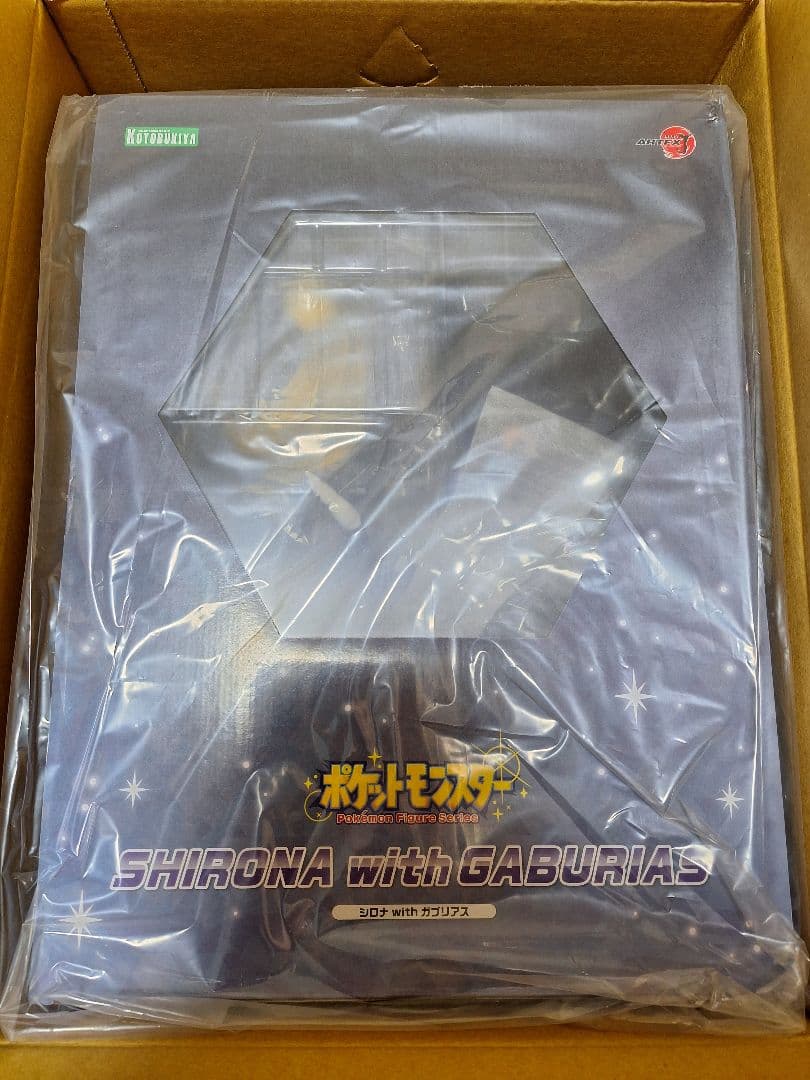 KOTOBUKIYA
ARTFX J
ポケットモンスター
Pokémon Figure Series
SHIRONA with GABURIAS
シロナ with ガブリアス